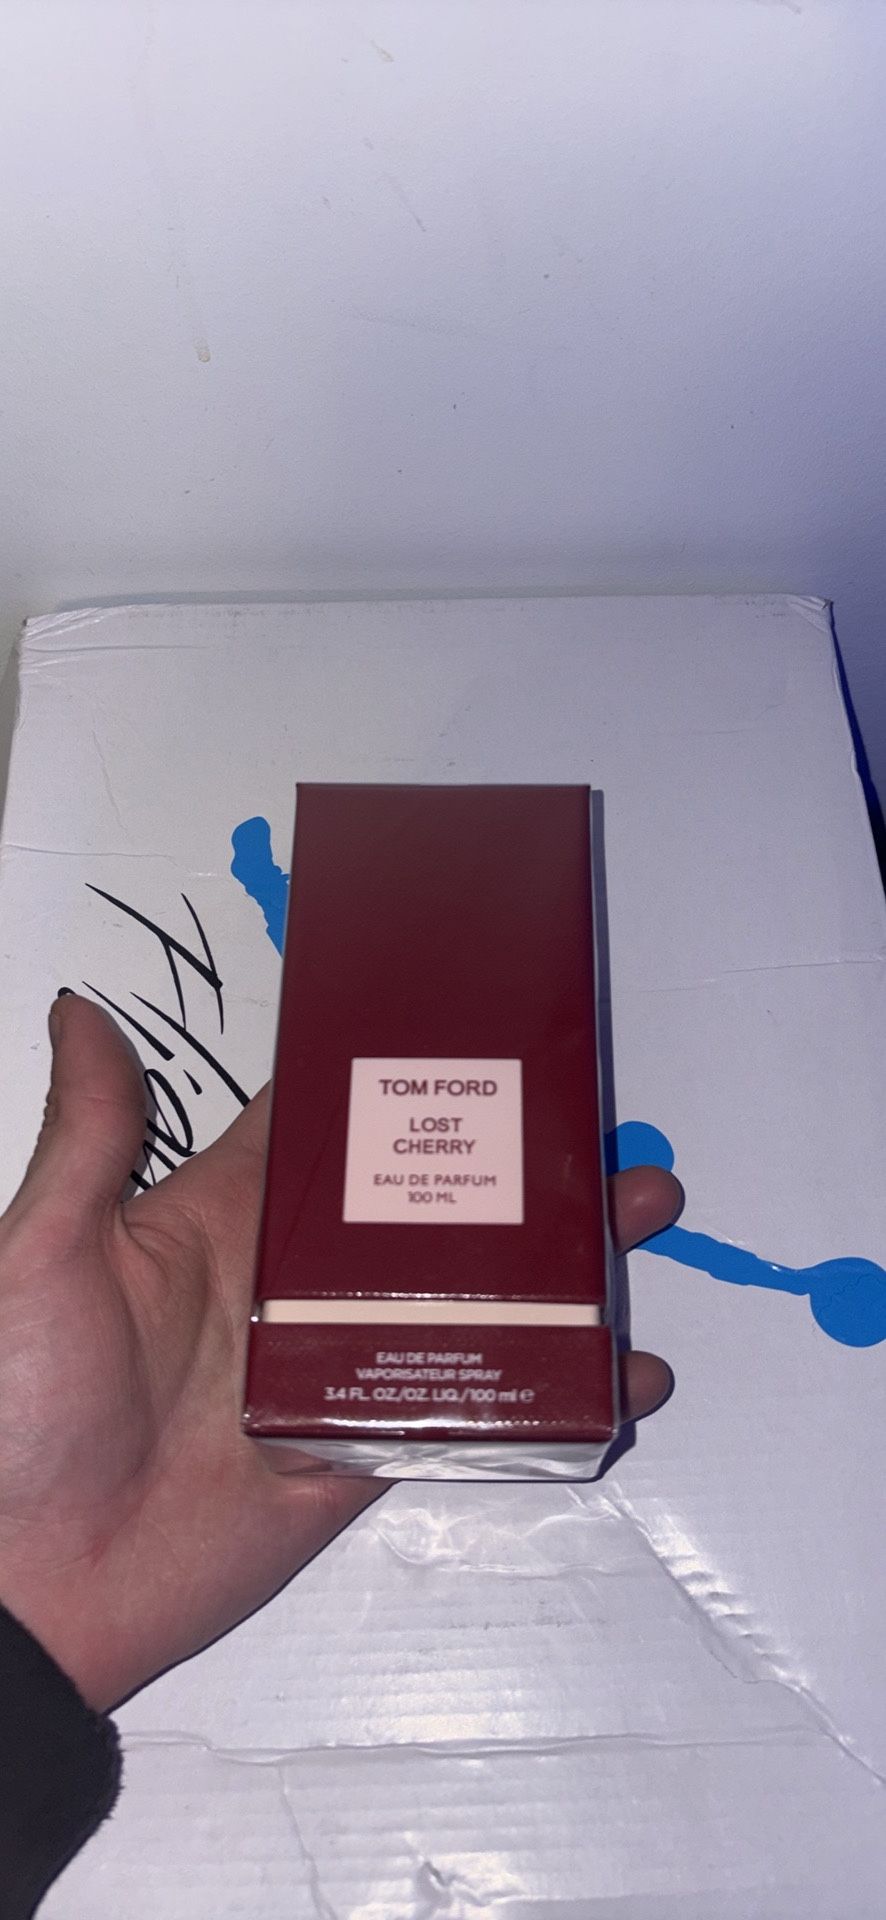 TOM FORD
LOST
CHERRY
EAU DE PARFUM
100 ML
EAU DE PARFUM
VAPORISATEUR SPRAY
3.4 FL. OZ./OZ. LIQ./100 ml ℮